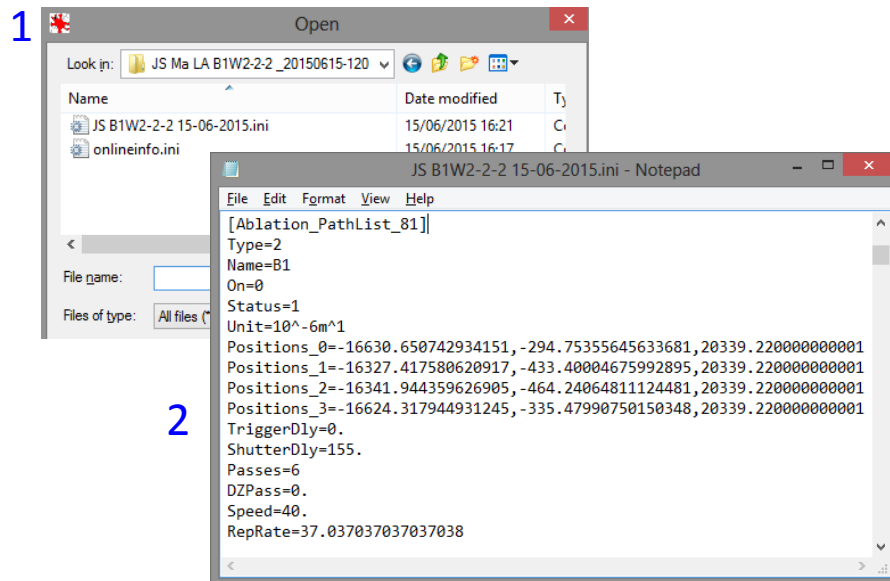 1
Open
Look in: JS Ma LA B1W2-2-2 _20150615-120
Name Date modified
JS B1W2-2-2 15-06-2015.ini 15/06/2015 16:21
onlineinfo.ini 15/06/2015 16:17
File name:
Files of type: All files (*
2
JS B1W2-2-2 15-06-2015.ini - Notepad
File Edit Format View Help
[Ablation_PathList_81]
Type=2
Name=B1
On=0
Status=1
Unit=10^-6m^1
Positions_0=-16630.650742934151,-294.75355645633681,20339.220000000001
Positions_1=-16327.417580620917,-433.40004675992895,20339.220000000001
Positions_2=-16341.944359626905,-464.24064811124481,20339.220000000001
Positions_3=-16624.317944931245,-335.47990750150348,20339.220000000001
TriggerDly=0.
ShutterDly=155.
Passes=6
DZPass=0.
Speed=40.
RepRate=37.037037037037038